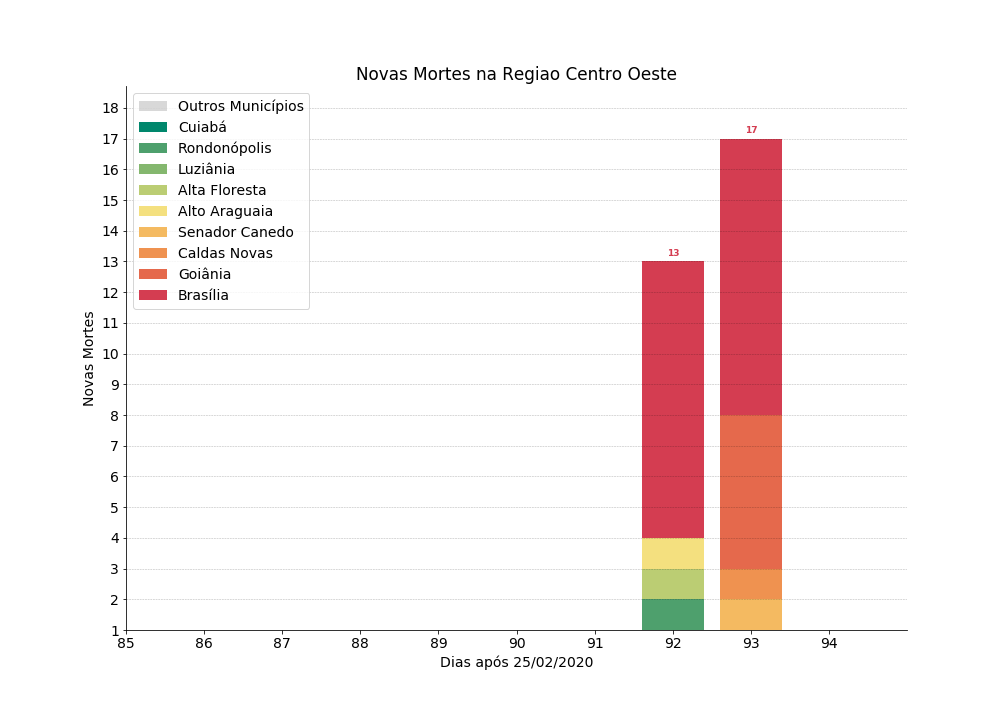 Novas Mortes na Regiao Centro Oeste
Outros Municípios
Cuiabá
Rondonópolis
Luziânia
Alta Floresta
Alto Araguaia
Senador Canedo
Caldas Novas
Goiânia
Brasília
17
13
18
17
16
15
14
13
12
11
10
9
8
7
6
5
4
3
2
1
Novas Mortes
85 86 87 88 89 90 91 92 93 94
Dias após 25/02/2020